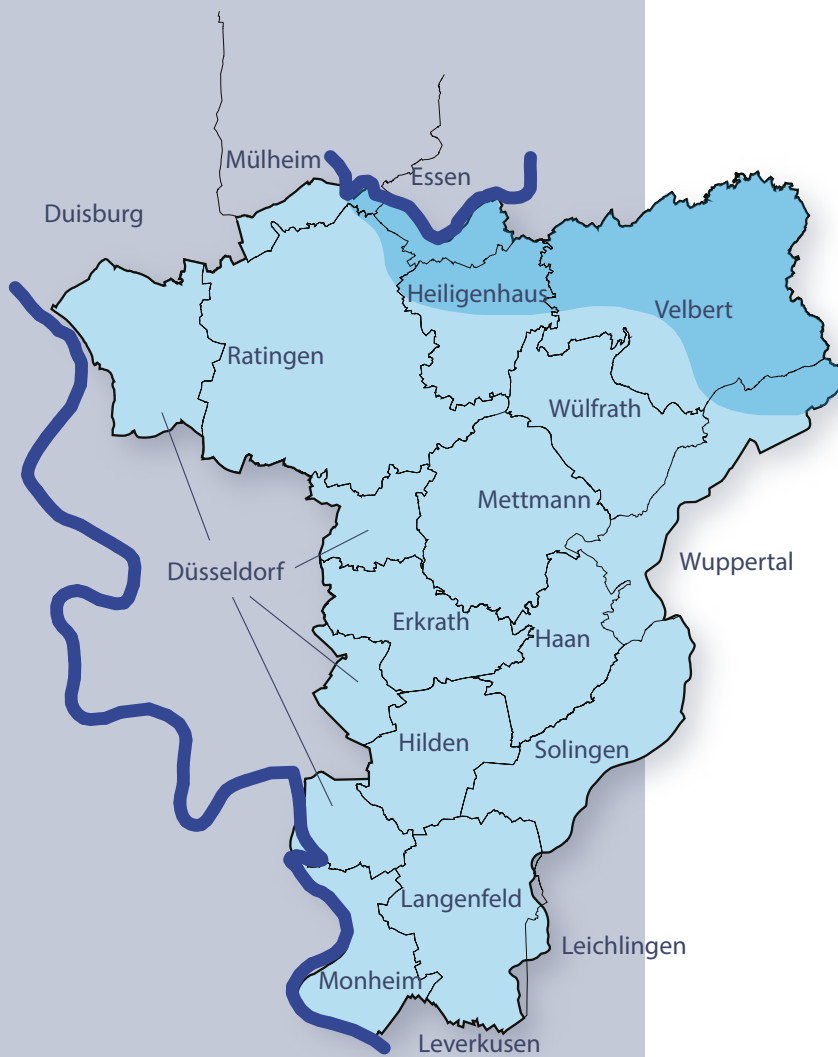 Mülheim
Essen
Duisburg
Heiligenhaus
Velbert
Ratingen
Wülfrath
Mettmann
Wuppertal
Düsseldorf
Erkrath
Haan
Hilden
Solingen
Langenfeld
Leichlingen
Monheim
Leverkusen